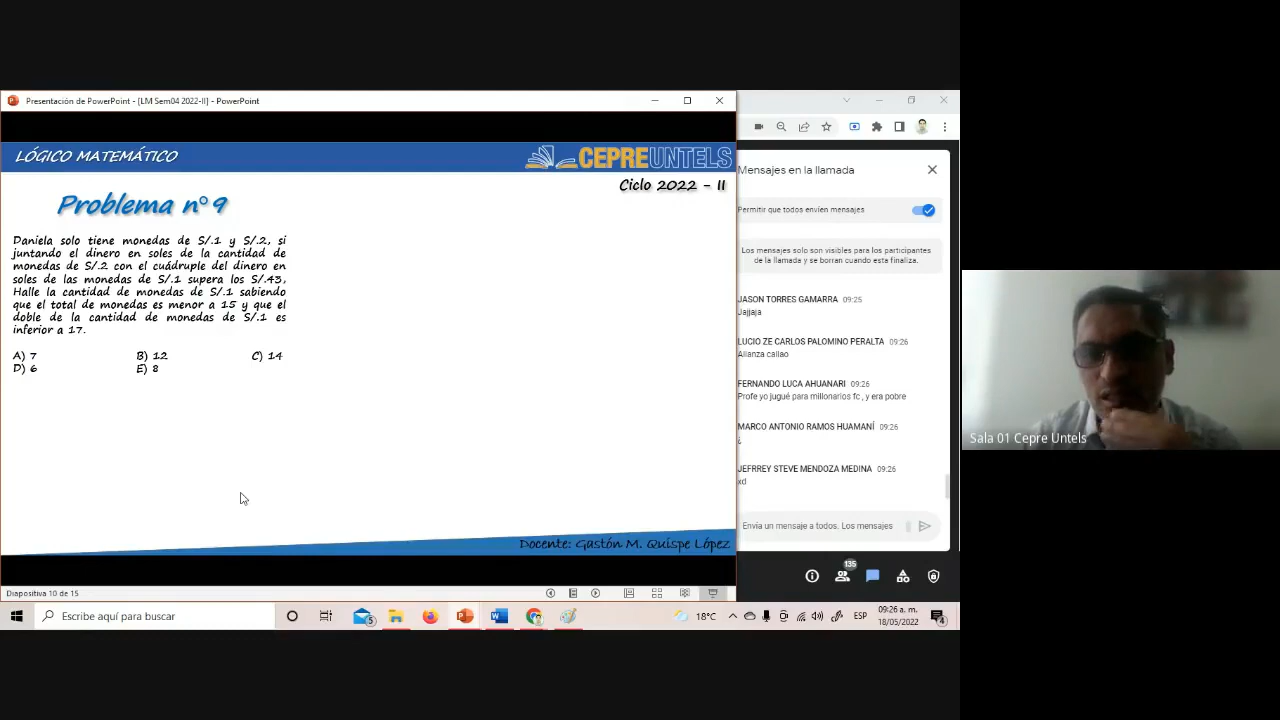 Presentación de PowerPoint - [LM Sem04 2022-II] - PowerPoint
LÓGICO MATEMÁTICO
CEPREUNTELS
Ciclo 2022 - II
Problema n° 9
Daniela solo tiene monedas de S/.1 y S/.2, si
juntando el dinero en soles de la cantidad de
monedas de S/.2 con el cuádruple del dinero en
soles de las monedas de S/.1 supera los S/.43,
Halle la cantidad de monedas de S/.1 sabiendo
que el total de monedas es menor a 15 y que el
doble de la cantidad de monedas de S/.1 es
inferior a 17.
A) 7 B) 12 C) 14
D) 6 E) 8
Docente: Gastón M. Quispe López
Diapositiva 10 de 15
Mensajes en la llamada
Permitir que todos envíen mensajes
Los mensajes solo son visibles para los participantes
de la llamada y se borran cuando esta finaliza.
JASON TORRES GAMARRA 09:25
Jajjaja
LUCIO ZE CARLOS PALOMINO PERALTA 09:26
Alianza callao
FERNANDO LUCA AHUANARI 09:26
Profe yo jugué para millonarios fc , y era pobre
MARCO ANTONIO RAMOS HUAMANÍ 09:26
¿
JEFRREY STEVE MENDOZA MEDINA 09:26
xd
Envía un mensaje a todos. Los mensajes
135
Sala 01 Cepre Untels
Escribe aquí para buscar
5
18°C
ESP
09:26 a. m.
18/05/2022
4